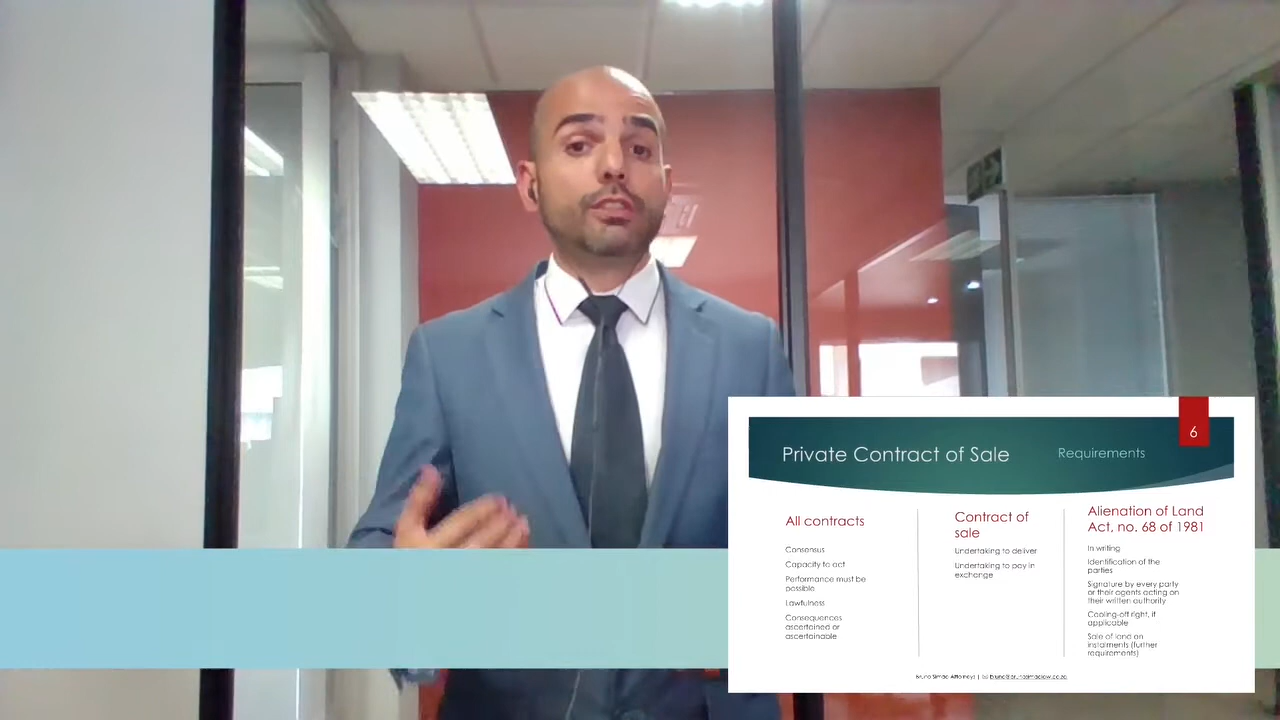 6
Private Contract of Sale
Requirements
All contracts
Consensus
Capacity to act
Performance must be
possible
Lawfulness
Consequences
ascertained or
ascertainable
Contract of
sale
Undertaking to deliver
Undertaking to pay in
exchange
Alienation of Land
Act, no. 68 of 1981
In writing
Identification of the
parties
Signature by every party
or their agents acting on
their written authority
Cooling-off right, if
applicable
Sale of land on
instalments (further
requirements)
Bruno Simão Attorneys |